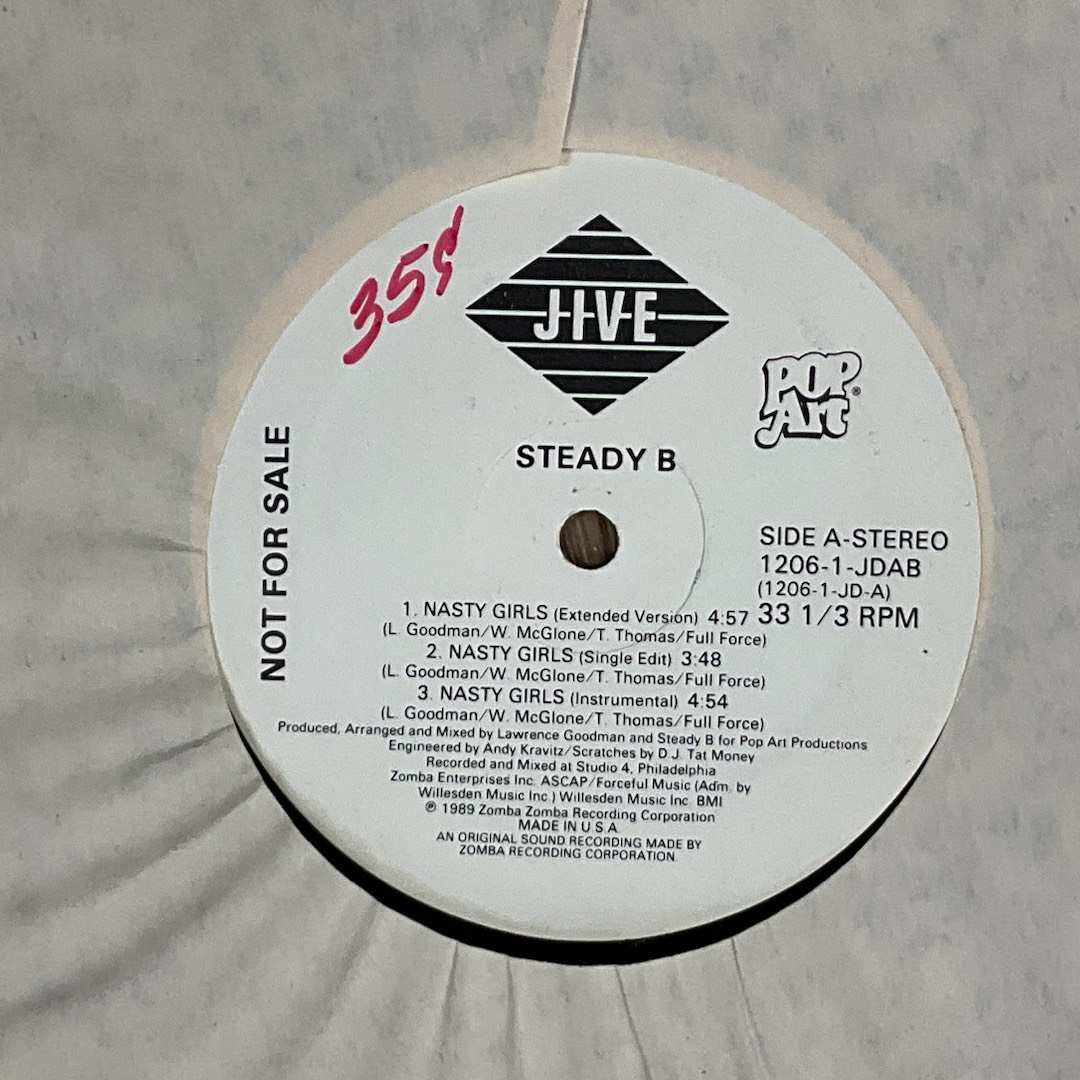 35¢
JIVE
POP
Art®
STEADY B
NOT FOR SALE
SIDE A-STEREO
1206-1-JDAB
(1206-1-JD-A)
33 1/3 RPM
1. NASTY GIRLS (Extended Version) 4:57
(L. Goodman/W. McGlone/T. Thomas/Full Force)
2. NASTY GIRLS (Single Edit) 3:48
(L. Goodman/W. McGlone/T. Thomas/Full Force)
3. NASTY GIRLS (Instrumental) 4:54
(L. Goodman/W. McGlone/T. Thomas/Full Force)
Produced, Arranged and Mixed by Lawrence Goodman and Steady B for Pop Art Productions
Engineered by Andy Kravitz/Scratches by D.J. Tat Money
Recorded and Mixed at Studio 4, Philadelphia
Zomba Enterprises Inc. ASCAP/Forceful Music (Adm. by
Willesden Music Inc.) Willesden Music Inc. BMI
℗ 1989 Zomba Zomba Recording Corporation
MADE IN U.S.A.
AN ORIGINAL SOUND RECORDING MADE BY
ZOMBA RECORDING CORPORATION